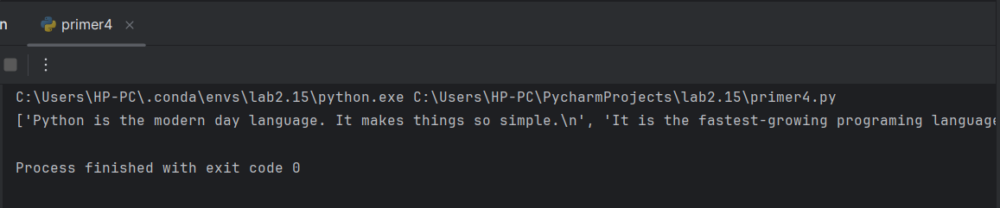 n primer4 ×
C:\Users\HP-PC\.conda\envs\lab2.15\python.exe C:\Users\HP-PC\PycharmProjects\lab2.15\primer4.py
['Python is the modern day language. It makes things so simple.\n', 'It is the fastest-growing programing language
Process finished with exit code 0